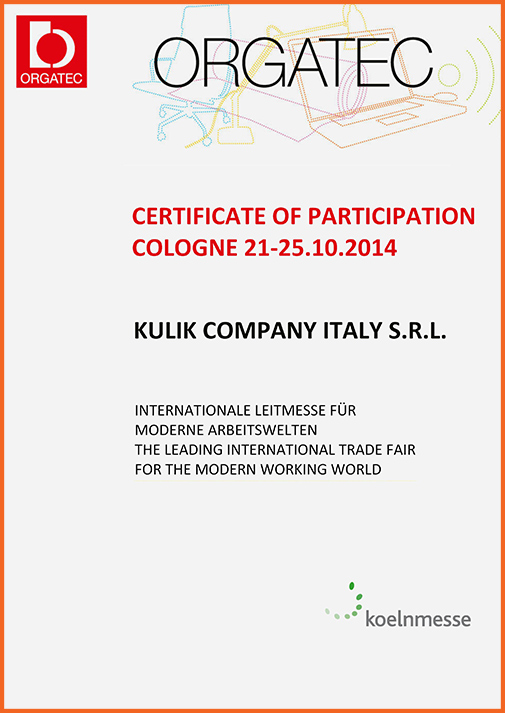 ORGATEC
ORGATEC
CERTIFICATE OF PARTICIPATION
COLOGNE 21-25.10.2014
KULIK COMPANY ITALY S.R.L.
INTERNATIONALE LEITMESSE FÜR
MODERNE ARBEITSWELTEN
THE LEADING INTERNATIONAL TRADE FAIR
FOR THE MODERN WORKING WORLD
koelnmesse